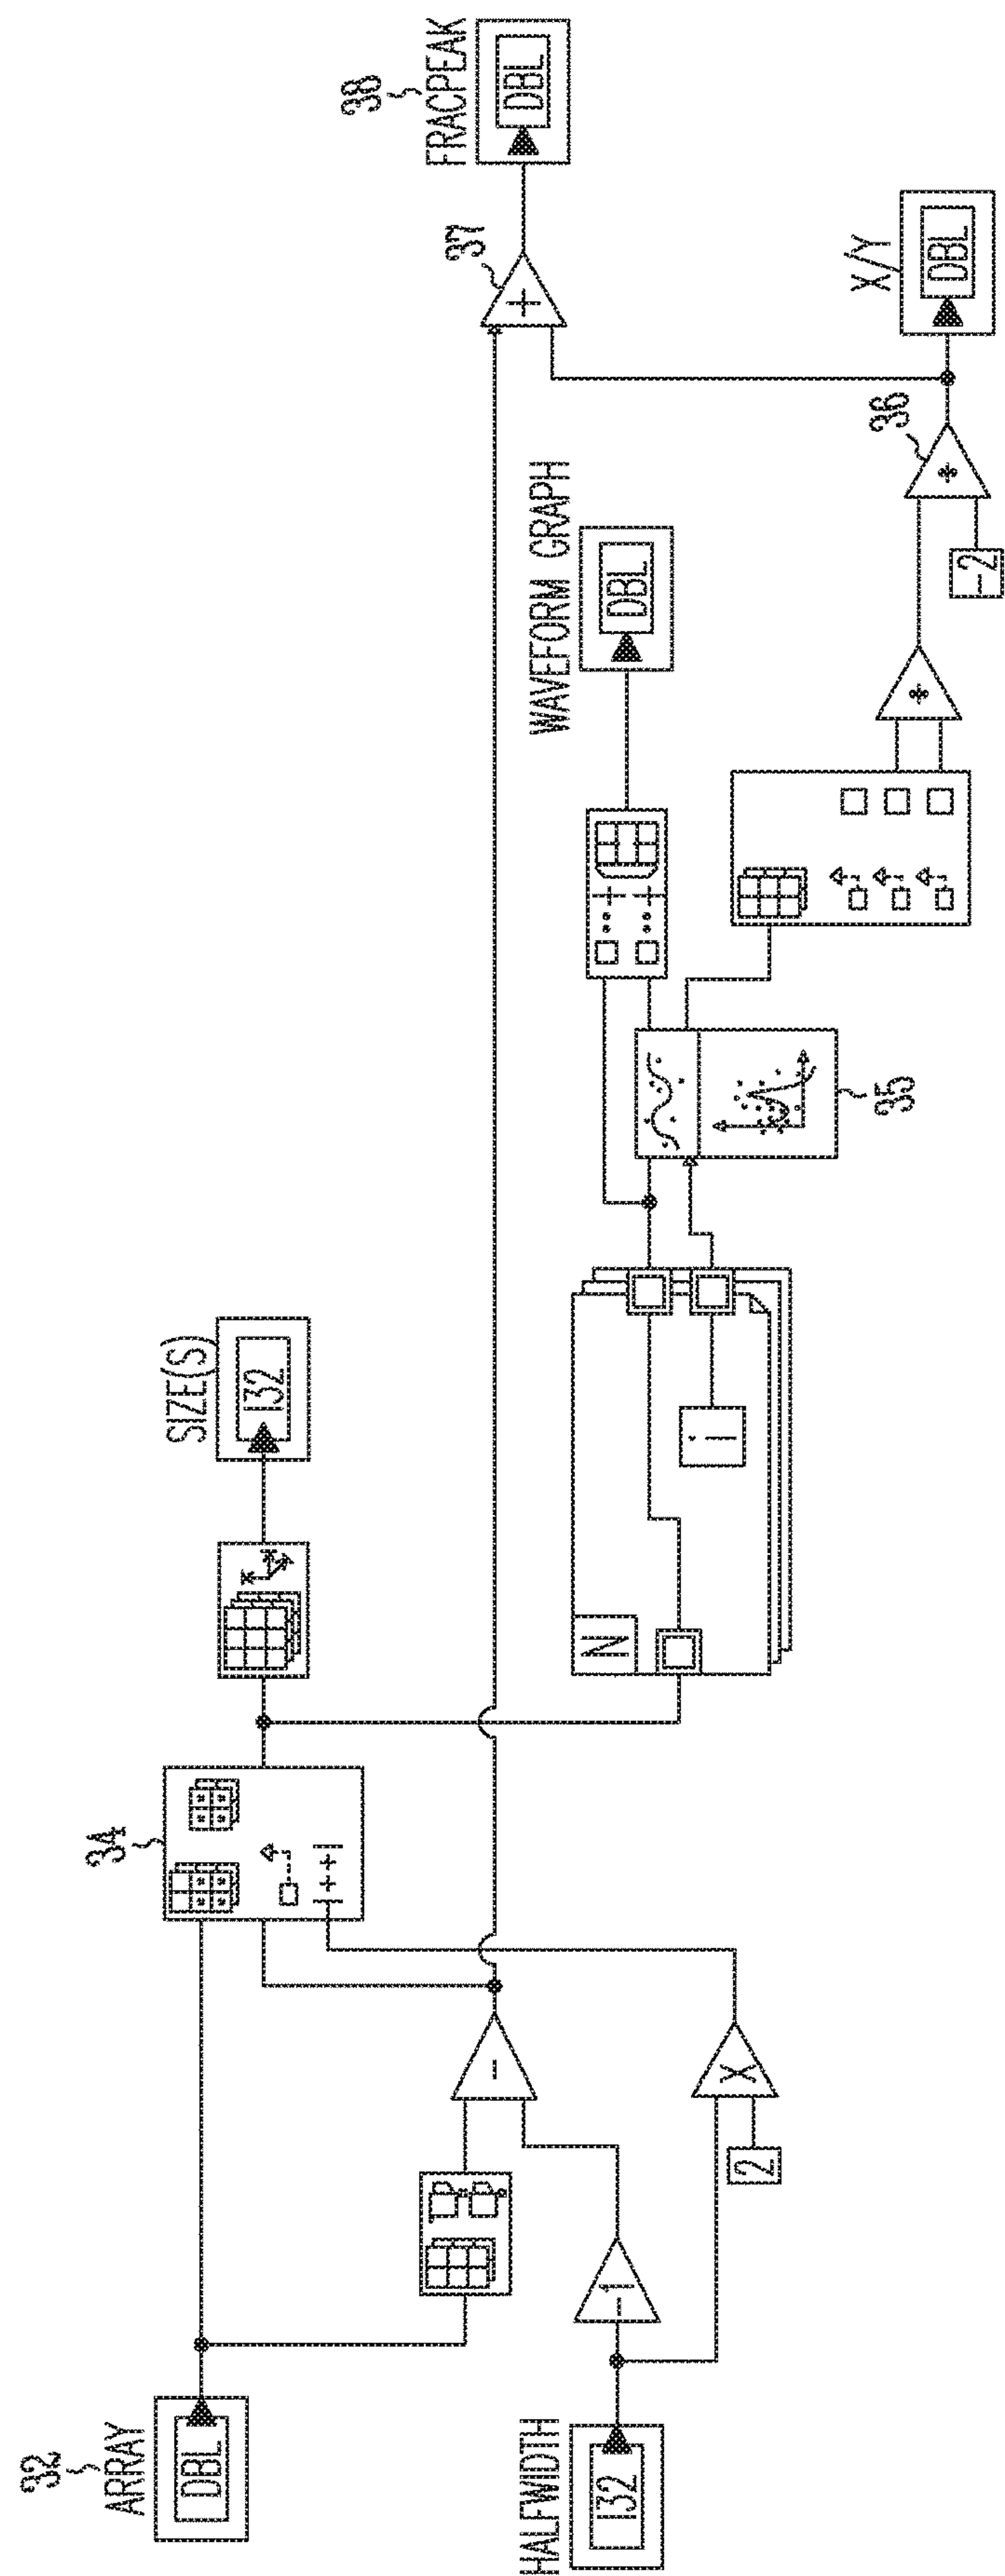 32
ARRAY
DBL
34
SIZE(S)
I32
38
FRACPEAK
DBL
37
+
−
HALFWIDTH
I32
−1
N
i
WAVEFORM GRAPH
DBL
X
2
35
÷
36
÷
−2
X/Y
DBL